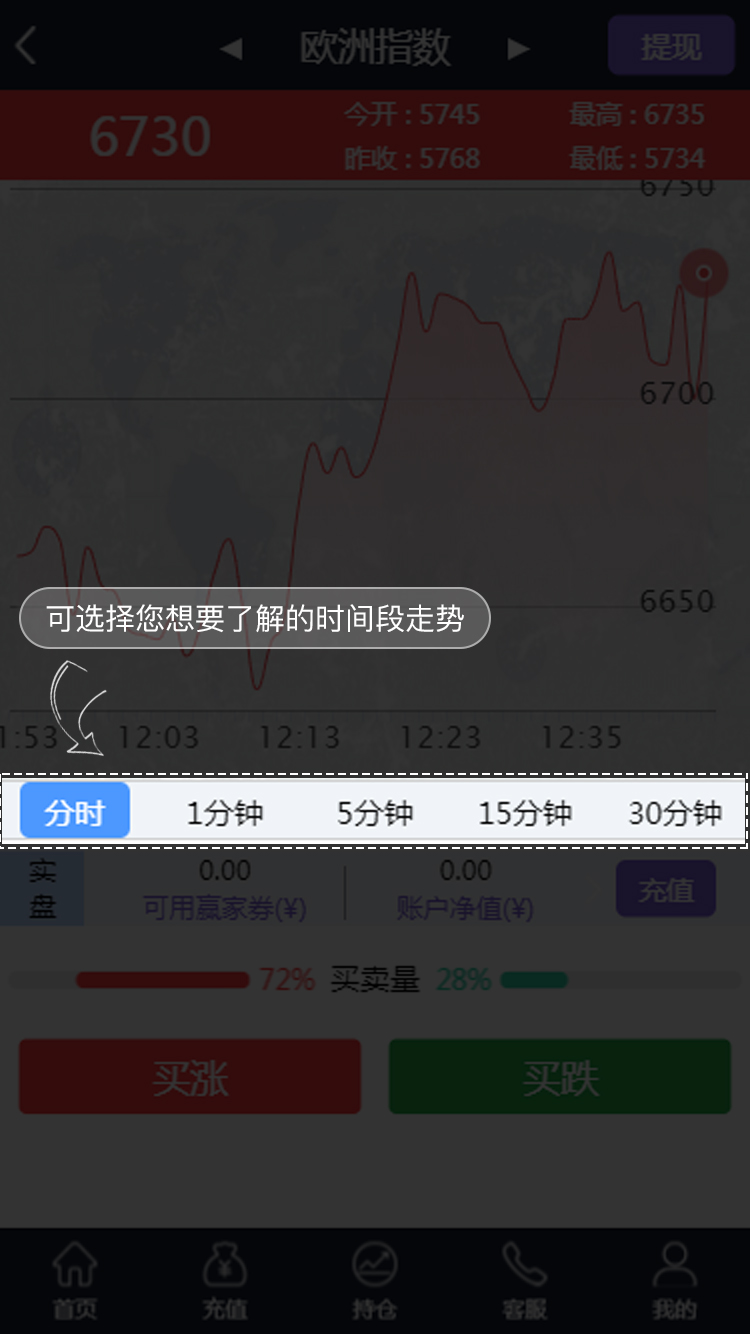 ◀ 欧洲指数 ▶ 提现
6730 今开:5745 最高:6735
昨收:5768 最低:5734
6750
6700
6650
可选择您想要了解的时间段走势
1:53 12:03 12:13 12:23 12:35
分时 1分钟 5分钟 15分钟 30分钟
实盘 0.00 0.00 充值
可用赢家券(¥) 账户净值(¥)
72% 买卖量 28%
买涨 买跌
首页 充值 持仓 客服 我的